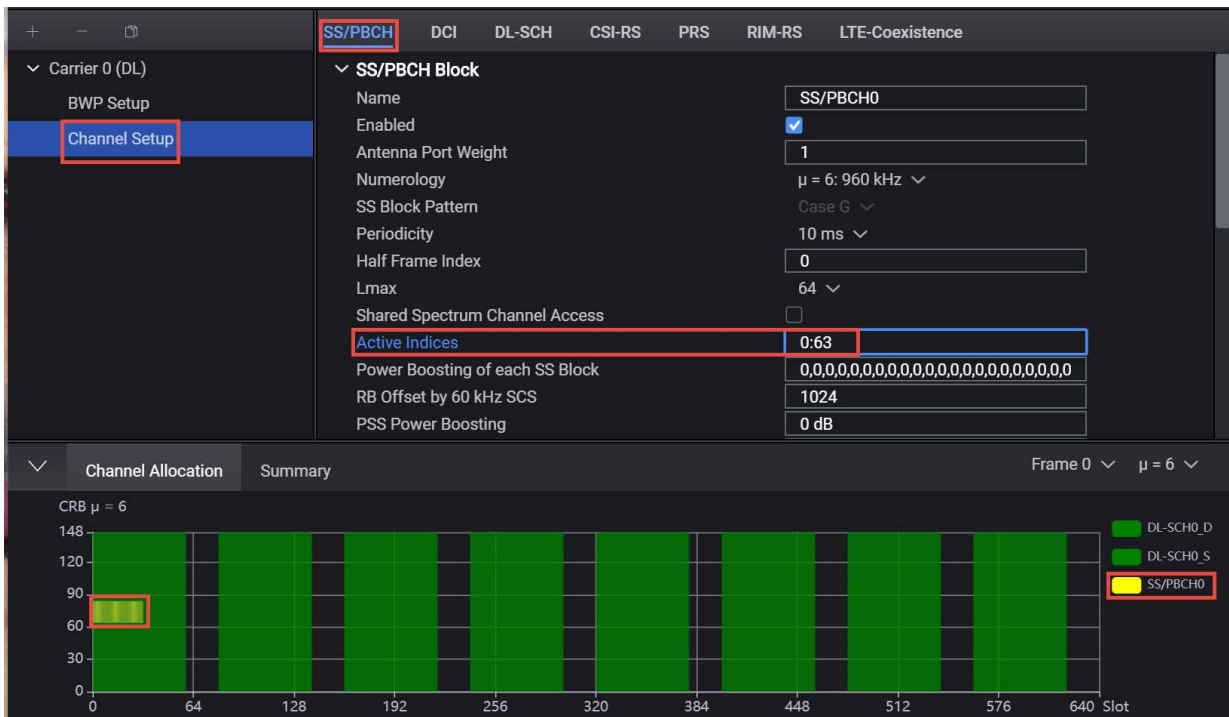 SS/PBCH DCI DL-SCH CSI-RS PRS RIM-RS LTE-Coexistence
Carrier 0 (DL)
BWP Setup
Channel Setup
SS/PBCH Block
Name SS/PBCH0
Enabled
Antenna Port Weight 1
Numerology μ = 6: 960 kHz
SS Block Pattern Case G
Periodicity 10 ms
Half Frame Index 0
Lmax 64
Shared Spectrum Channel Access
Active Indices 0:63
Power Boosting of each SS Block 0,0,0,0,0,0,0,0,0,0,0,0,0,0,0,0,0,0,0,0,0,0
RB Offset by 60 kHz SCS 1024
PSS Power Boosting 0 dB
Channel Allocation Summary Frame 0 μ = 6
CRB μ = 6
148
120
90
60
30
0
0 64 128 192 256 320 384 448 512 576 640 Slot
DL-SCH0_D
DL-SCH0_S
SS/PBCH0